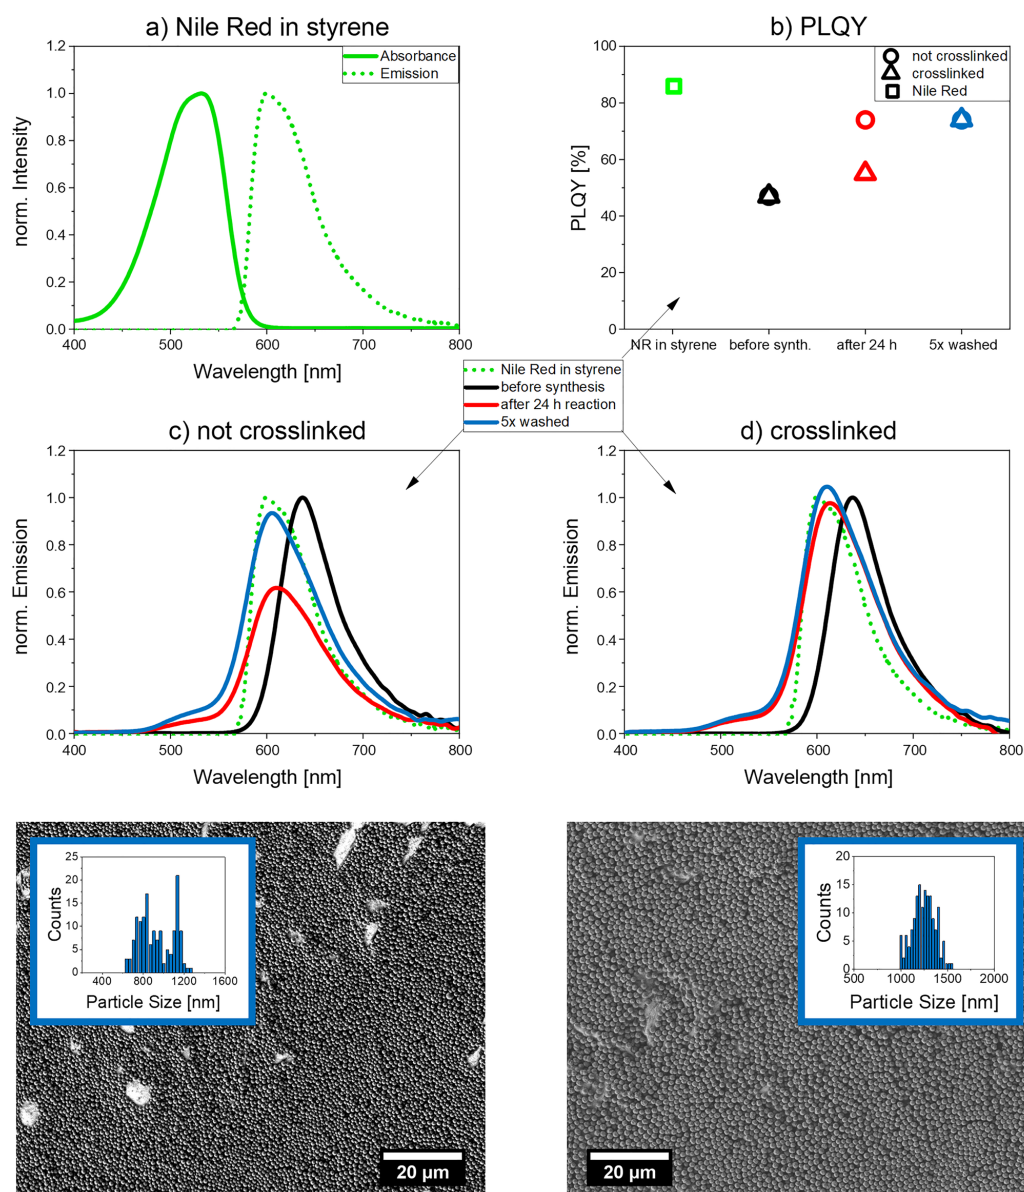 a) Nile Red in styrene
1.2
1.0
0.8
0.6
0.4
0.2
0.0
norm. Intensity
Absorbance
Emission
400
500
600
700
800
Wavelength [nm]
b) PLQY
100
80
60
40
20
0
PLQY [%]
not crosslinked
crosslinked
Nile Red
NR in styrene
before synth.
after 24 h
5x washed
Nile Red in styrene
before synthesis
after 24 h reaction
5x washed
c) not crosslinked
1.2
1.0
0.8
0.6
0.4
0.2
0.0
norm. Emission
400
500
600
700
800
Wavelength [nm]
d) crosslinked
1.2
1.0
0.8
0.6
0.4
0.2
0.0
norm. Emission
400
500
600
700
800
Wavelength [nm]
25
20
15
10
5
0
Counts
400
800
1200
1600
Particle Size [nm]
20 µm
20
15
10
5
0
Counts
500
1000
1500
2000
Particle Size [nm]
20 µm